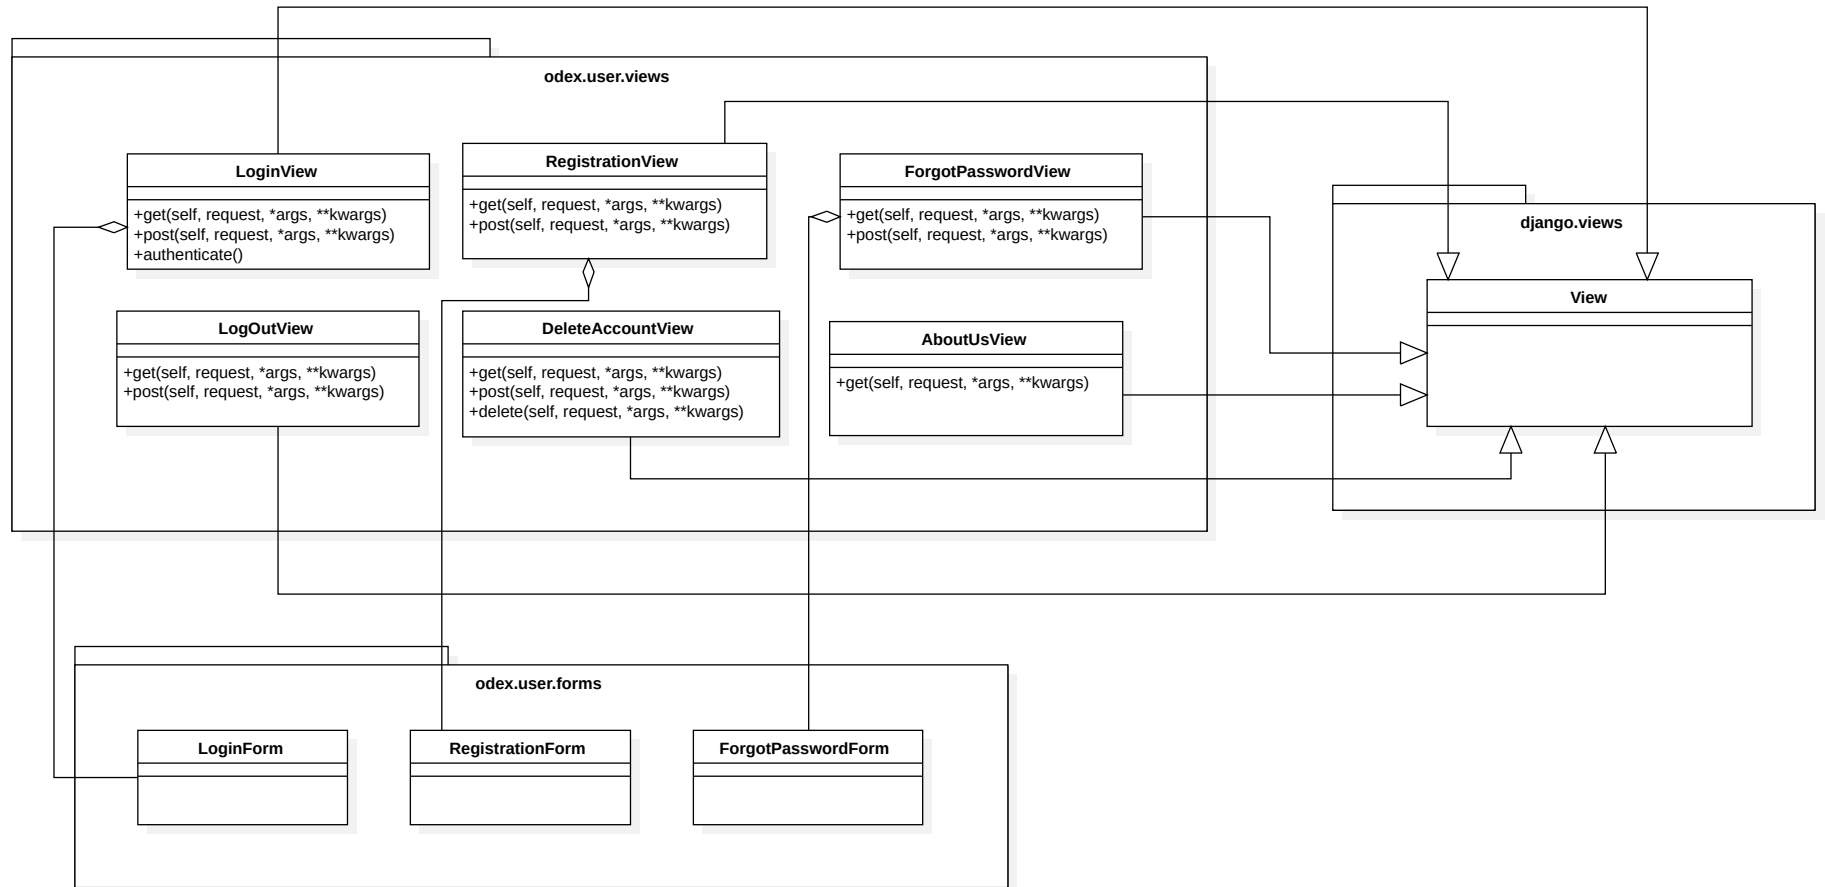 odex.user.views
LoginView
+get(self, request, *args, **kwargs)
+post(self, request, *args, **kwargs)
+authenticate()
RegistrationView
+get(self, request, *args, **kwargs)
+post(self, request, *args, **kwargs)
ForgotPasswordView
+get(self, request, *args, **kwargs)
+post(self, request, *args, **kwargs)
LogOutView
+get(self, request, *args, **kwargs)
+post(self, request, *args, **kwargs)
DeleteAccountView
+get(self, request, *args, **kwargs)
+post(self, request, *args, **kwargs)
+delete(self, request, *args, **kwargs)
AboutUsView
+get(self, request, *args, **kwargs)
django.views
View
odex.user.forms
LoginForm
RegistrationForm
ForgotPasswordForm